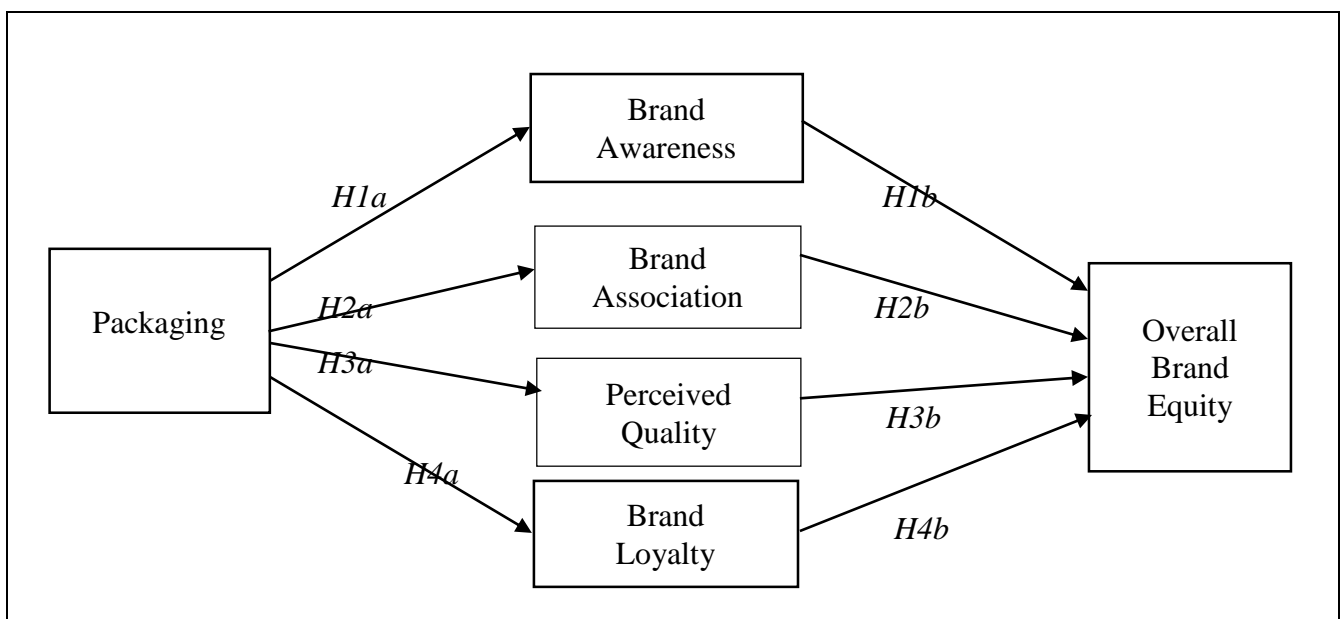 Brand
Awareness
H1a
H1b
Brand
Association
Packaging
H2a
H2b
Overall
Brand
Equity
H3a
Perceived
Quality
H3b
H4a
Brand
Loyalty
H4b